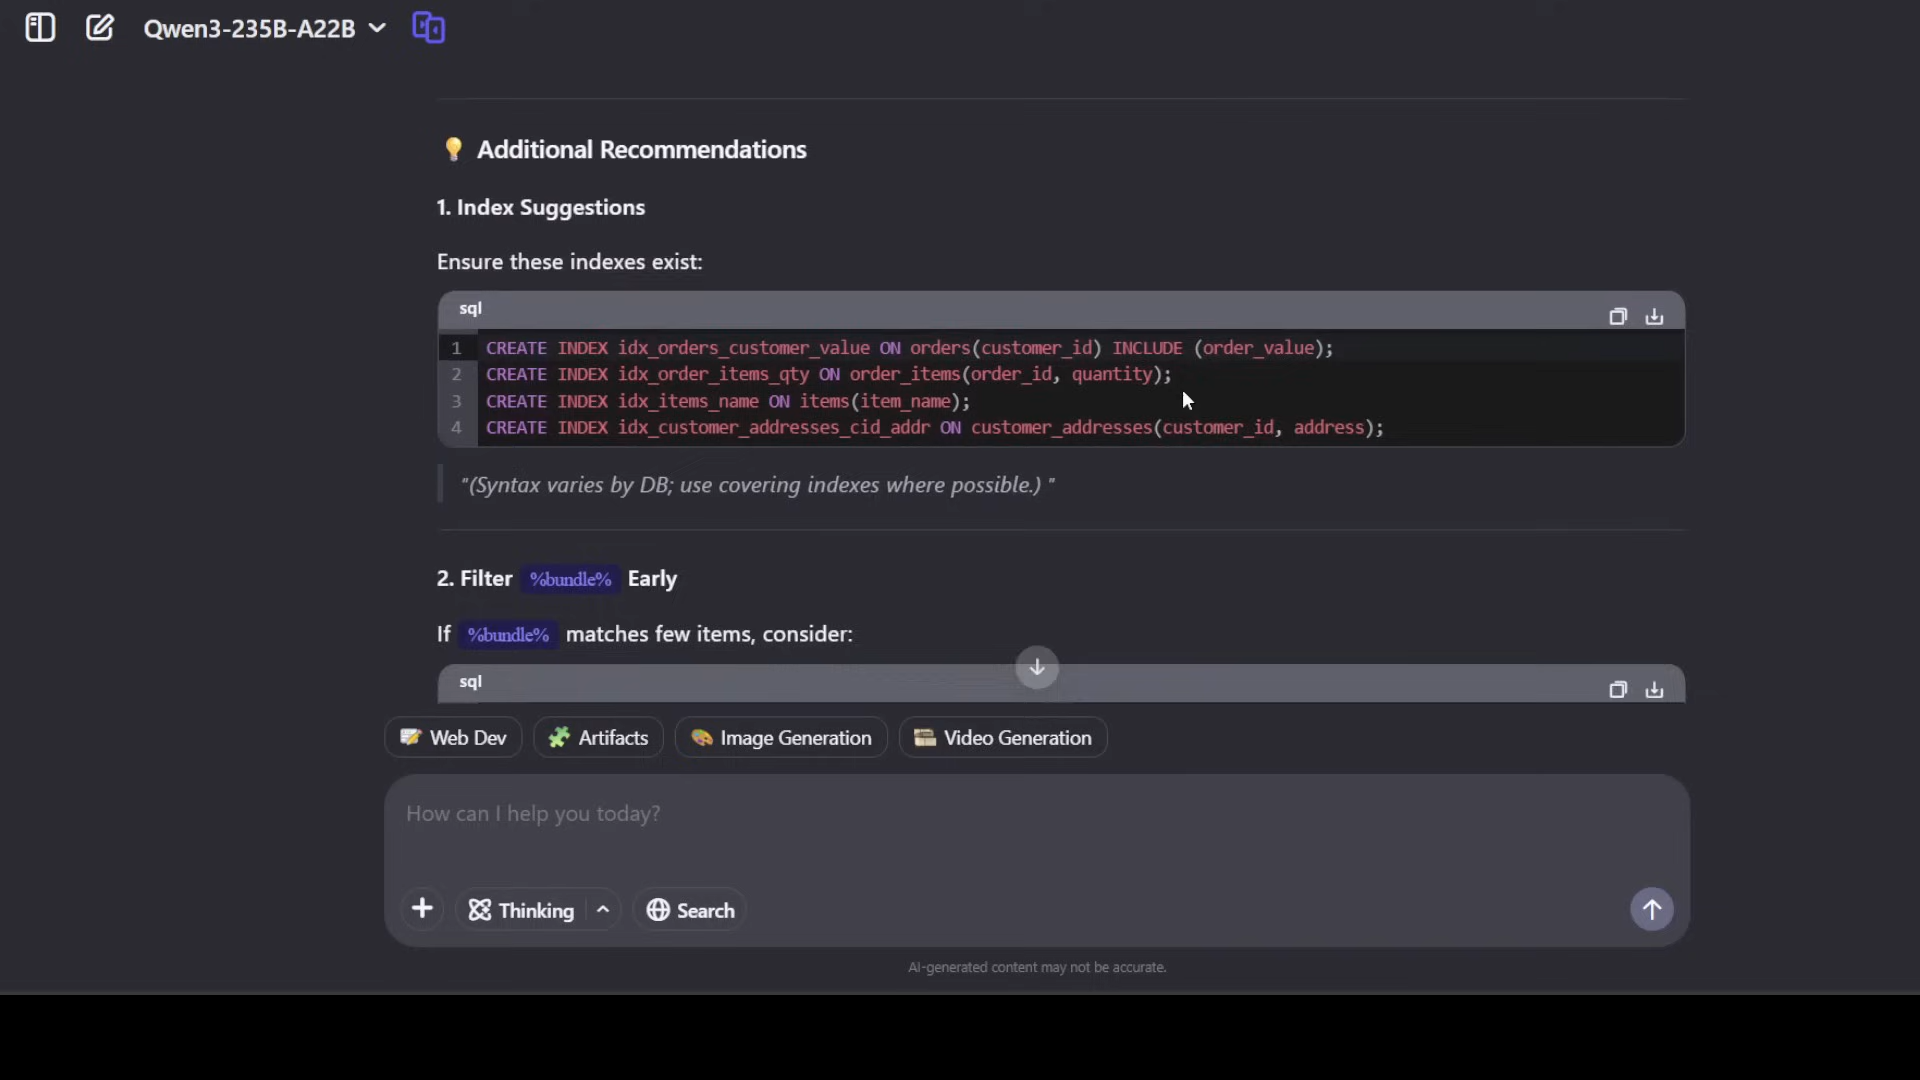 Qwen3-235B-A22B
Additional Recommendations
1. Index Suggestions
Ensure these indexes exist:
sql
1 CREATE INDEX idx_orders_customer_value ON orders(customer_id) INCLUDE (order_value);
2 CREATE INDEX idx_order_items_qty ON order_items(order_id, quantity);
3 CREATE INDEX idx_items_name ON items(item_name);
4 CREATE INDEX idx_customer_addresses_cid_addr ON customer_addresses(customer_id, address);
"(Syntax varies by DB; use covering indexes where possible.) "
2. Filter %bundle% Early
If %bundle% matches few items, consider:
sql
Web Dev Artifacts Image Generation Video Generation
How can I help you today?
Thinking Search
AI-generated content may not be accurate.